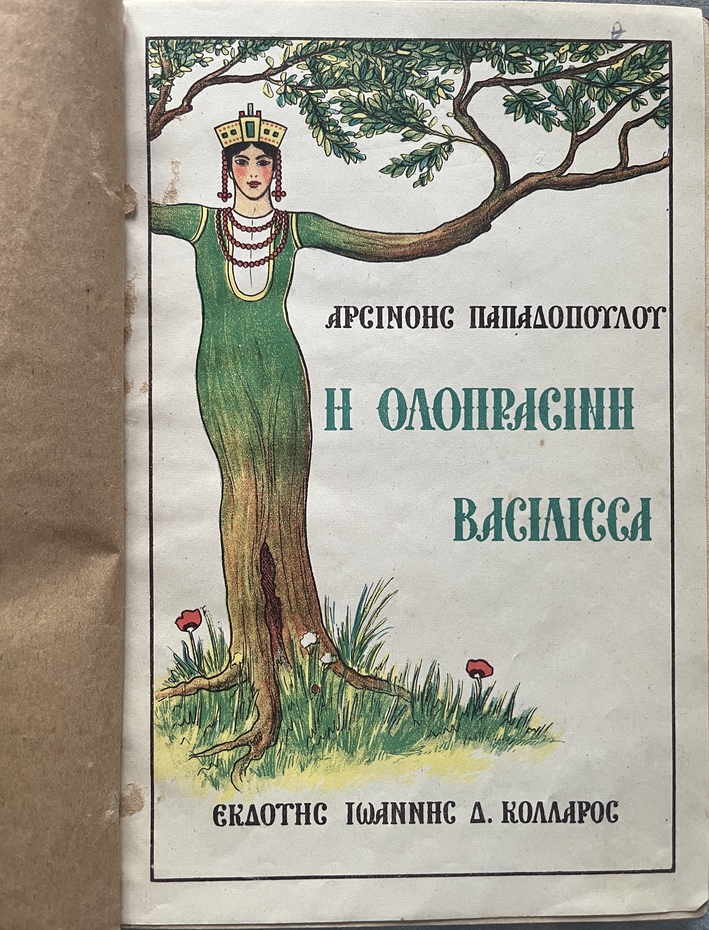 ΑΡΣΙΝΟΗΣ ΠΑΠΑΔΟΠΟΥΛΟΥ
Η ΟΛΟΠΡΑΣΙΝΗ
ΒΑΣΙΛΙΣΣΑ
ΕΚΔΟΤΗΣ ΙΩΑΝΝΗΣ Δ. ΚΟΛΛΑΡΟΣ